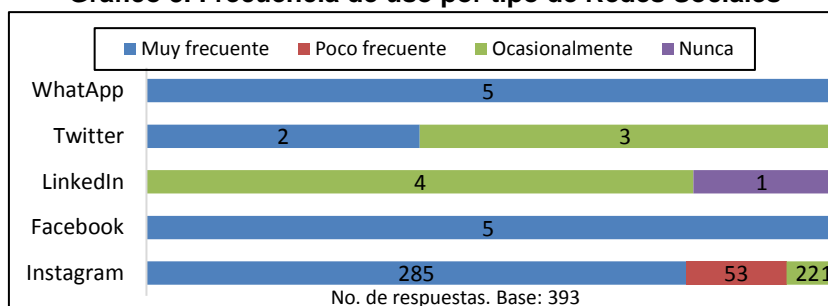 Gráfico Frecuencia de uso por tipo de Redes Sociales
Muy frecuente Poco frecuente Ocasionalmente Nunca
WhatApp 5
Twitter 2 3
LinkedIn 4 1
Facebook 5
Instagram 285 53 221
No. de respuestas. Base: 393